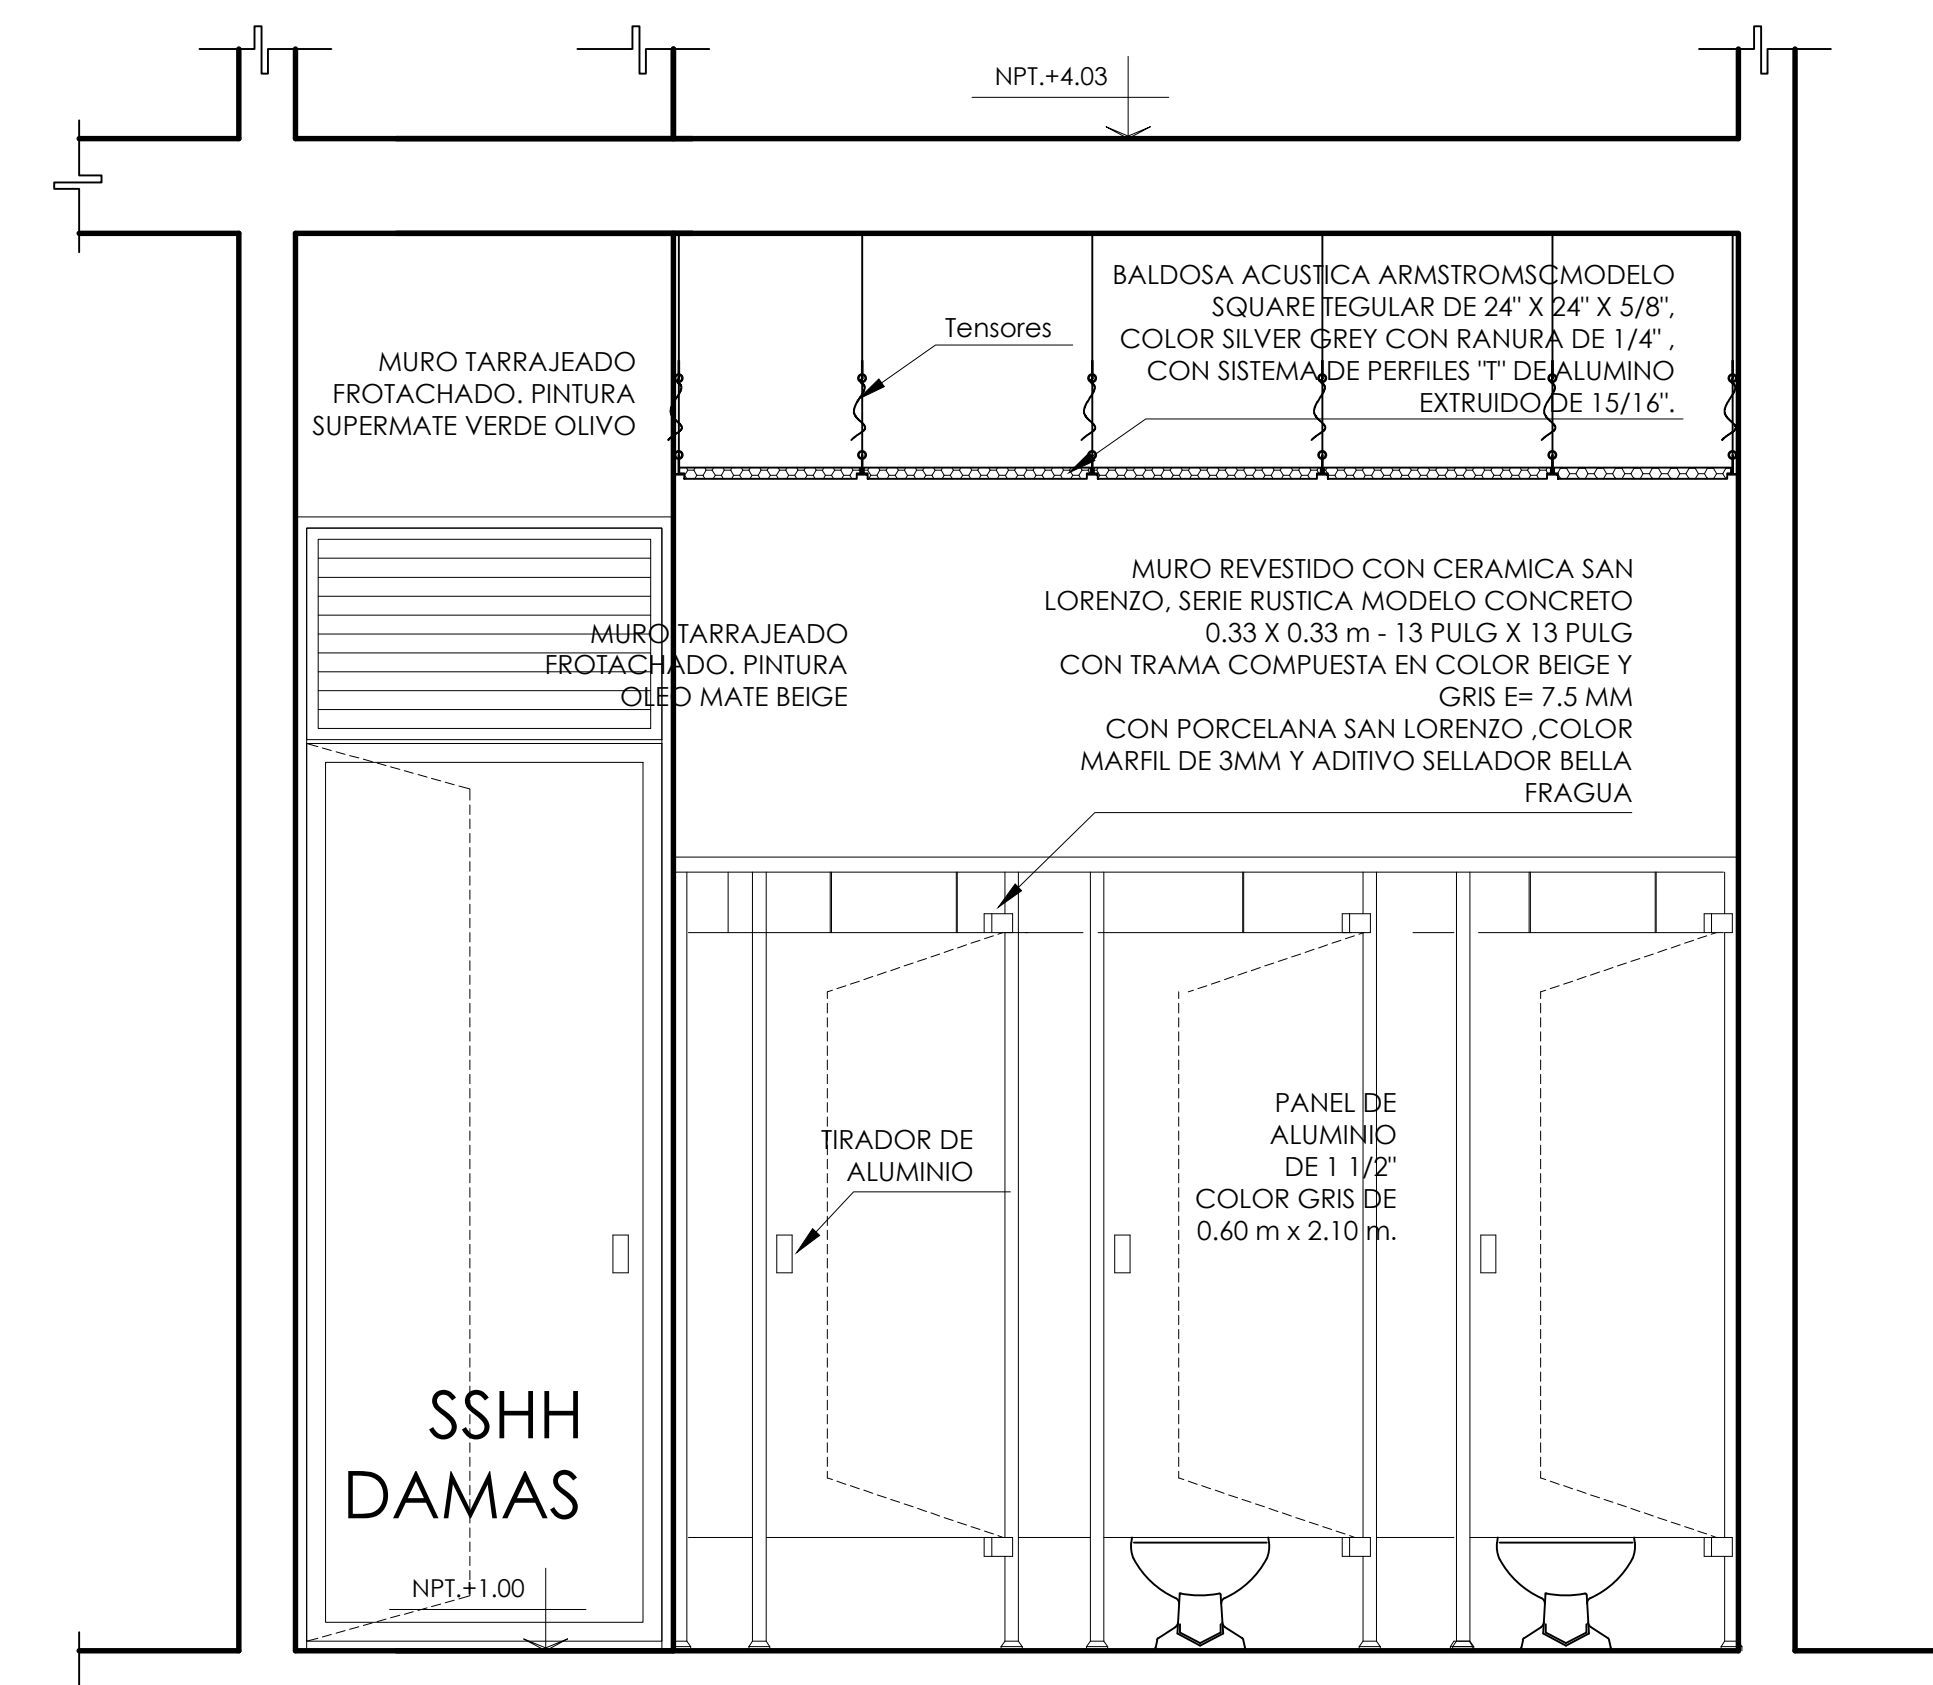 NPT.+4.03
BALDOSA ACUSTICA ARMSTROMSCMODELO
SQUARE TEGULAR DE 24" X 24" X 5/8",
COLOR SILVER GREY CON RANURA DE 1/4" ,
CON SISTEMA DE PERFILES "T" DE ALUMINO
EXTRUIDO DE 15/16".
Tensores
MURO TARRAJEADO
FROTACHADO. PINTURA
SUPERMATE VERDE OLIVO
MURO TARRAJEADO
FROTACHADO. PINTURA
OLEO MATE BEIGE
MURO REVESTIDO CON CERAMICA SAN
LORENZO, SERIE RUSTICA MODELO CONCRETO
0.33 X 0.33 m - 13 PULG X 13 PULG
CON TRAMA COMPUESTA EN COLOR BEIGE Y
GRIS E= 7.5 MM
CON PORCELANA SAN LORENZO ,COLOR
MARFIL DE 3MM Y ADITIVO SELLADOR BELLA
FRAGUA
TIRADOR DE
ALUMINIO
PANEL DE
ALUMINIO
DE 1 1/2"
COLOR GRIS DE
0.60 m x 2.10 m.
SSHH
DAMAS
NPT.+1.00